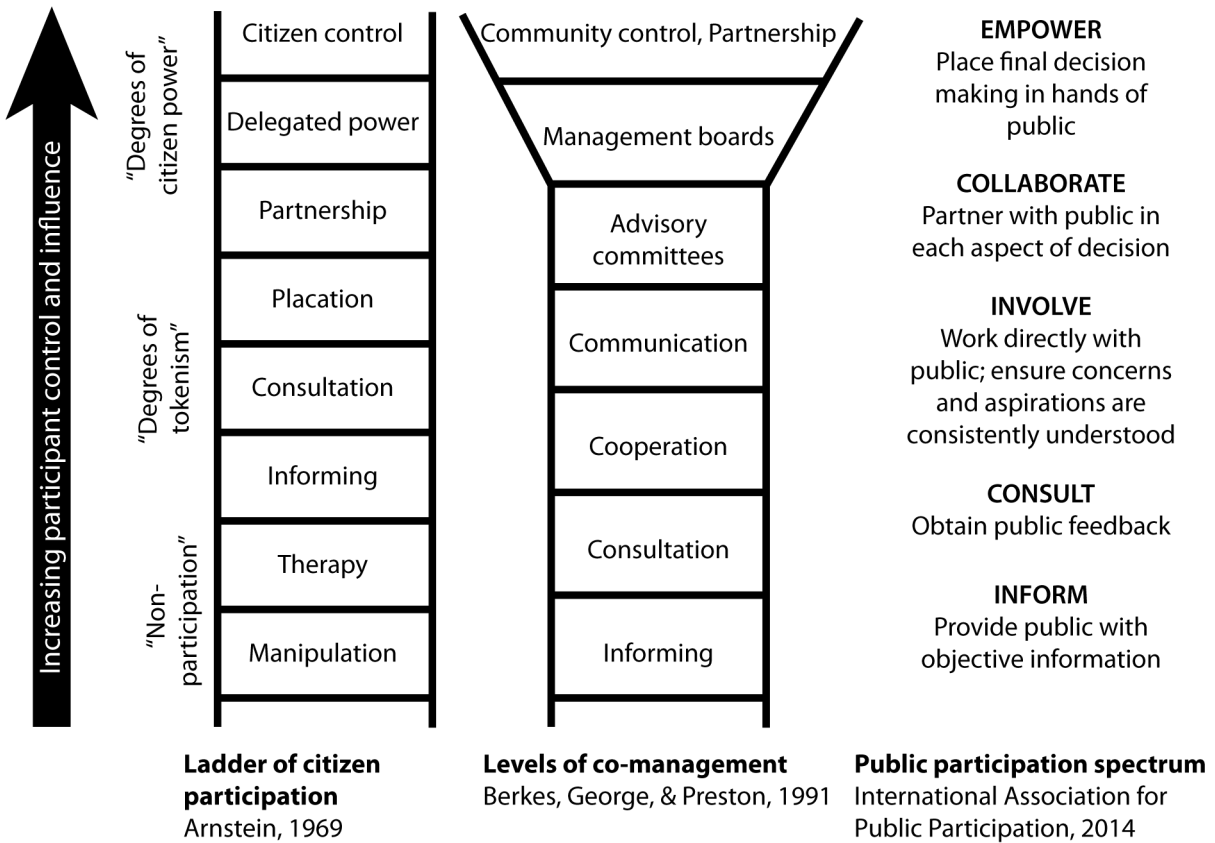 Increasing participant control and influence
“Degrees of
citizen power”
“Degrees of
tokenism”
“Non-
participation”
Citizen control
Delegated power
Partnership
Placation
Consultation
Informing
Therapy
Manipulation
Ladder of citizen
participation
Arnstein, 1969
Community control, Partnership
Management boards
Advisory
committees
Communication
Cooperation
Consultation
Informing
Levels of co-management
Berkes, George, & Preston, 1991
EMPOWER
Place final decision
making in hands of
public
COLLABORATE
Partner with public in
each aspect of decision
INVOLVE
Work directly with
public; ensure concerns
and aspirations are
consistently understood
CONSULT
Obtain public feedback
INFORM
Provide public with
objective information
Public participation spectrum
International Association for
Public Participation, 2014